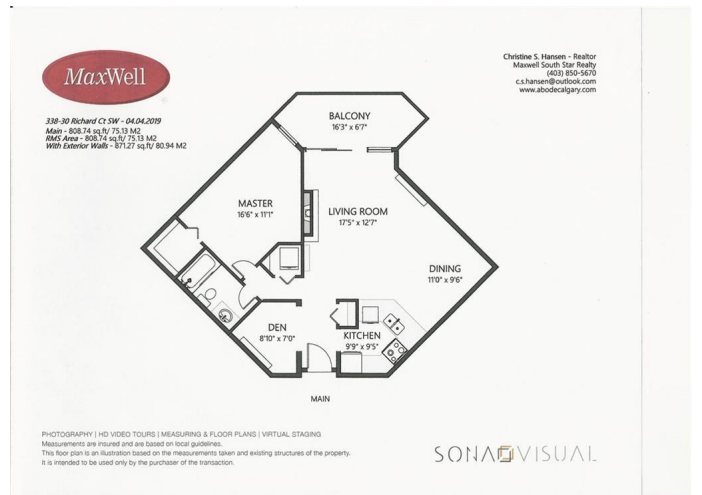 MaxWell
Christine S. Hansen - Realtor
Maxwell South Star Realty
(403) 850-5670
c.s.hansen@outlook.com
www.abodecalgary.com
338-30 Richard Ct SW - 04.04.2019
Main - 808.74 sq.ft/ 75.13 M2
RMS Area - 808.74 sq.ft/ 75.13 M2
With Exterior Walls - 871.27 sq.ft/ 80.94 M2
BALCONY
16'3" x 6'7"
MASTER
16'6" x 11'1"
LIVING ROOM
17'5" x 12'7"
DINING
11'0" x 9'6"
DEN
8'10" x 7'0"
KITCHEN
9'9" x 9'5"
MAIN
PHOTOGRAPHY | HD VIDEO TOURS | MEASURING & FLOOR PLANS | VIRTUAL STAGING
Measurements are insured and are based on local guidelines.
This floor plan is an illustration based on the measurements taken and existing structures of the property.
It is intended to be used only by the purchaser of the transaction.
SONA VISUAL